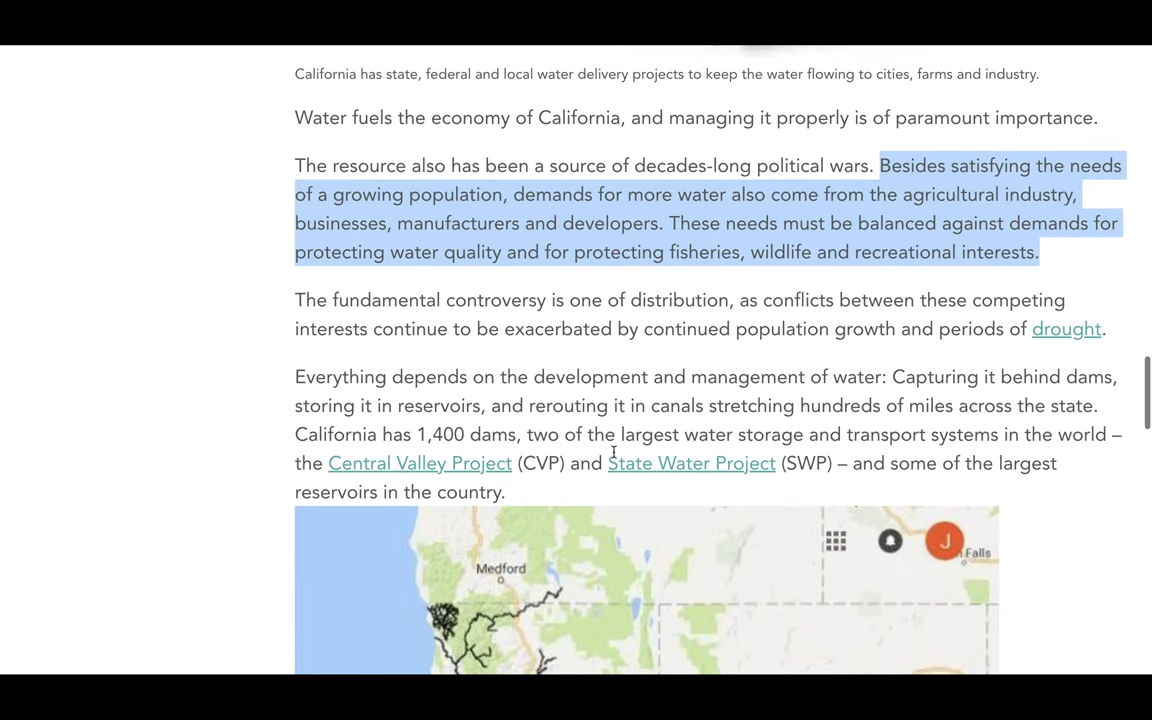 California has state, federal and local water delivery projects to keep the water flowing to cities, farms and industry.
Water fuels the economy of California, and managing it properly is of paramount importance.
The resource also has been a source of decades-long political wars. Besides satisfying the needs
of a growing population, demands for more water also come from the agricultural industry,
businesses, manufacturers and developers. These needs must be balanced against demands for
protecting water quality and for protecting fisheries, wildlife and recreational interests.
The fundamental controversy is one of distribution, as conflicts between these competing
interests continue to be exacerbated by continued population growth and periods of drought.
Everything depends on the development and management of water: Capturing it behind dams,
storing it in reservoirs, and rerouting it in canals stretching hundreds of miles across the state.
California has 1,400 dams, two of the largest water storage and transport systems in the world –
the Central Valley Project (CVP) and State Water Project (SWP) – and some of the largest
reservoirs in the country.
J
Falls
Medford